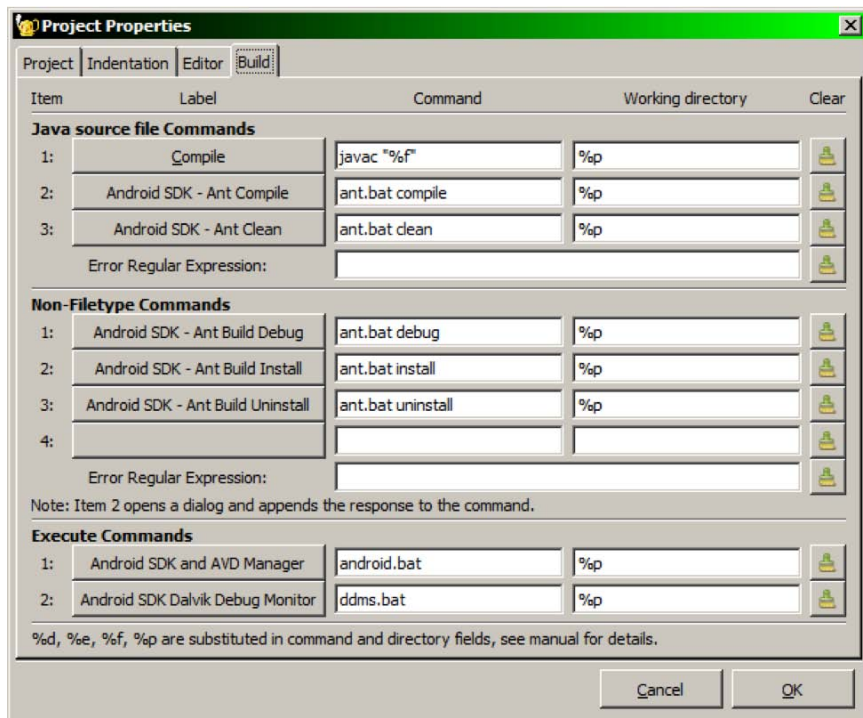 Project Properties
Project Indentation Editor Build
Item Label Command Working directory Clear
Java source file Commands
1: Compile javac "%f" %p
2: Android SDK - Ant Compile ant.bat compile %p
3: Android SDK - Ant Clean ant.bat clean %p
Error Regular Expression:
Non-Filetype Commands
1: Android SDK - Ant Build Debug ant.bat debug %p
2: Android SDK - Ant Build Install ant.bat install %p
3: Android SDK - Ant Build Uninstall ant.bat uninstall %p
4:
Error Regular Expression:
Note: Item 2 opens a dialog and appends the response to the command.
Execute Commands
1: Android SDK and AVD Manager android.bat %p
2: Android SDK Dalvik Debug Monitor ddms.bat %p
%d, %e, %f, %p are substituted in command and directory fields, see manual for details.
Cancel OK